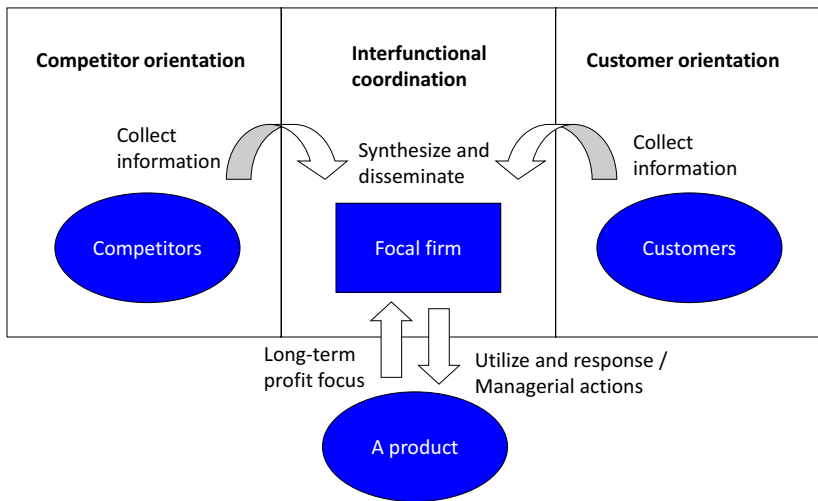 Competitor orientation
Interfunctional
coordination
Customer orientation
Collect
information
Synthesize and
disseminate
Collect
information
Competitors
Focal firm
Customers
Long-term
profit focus
Utilize and response /
Managerial actions
A product